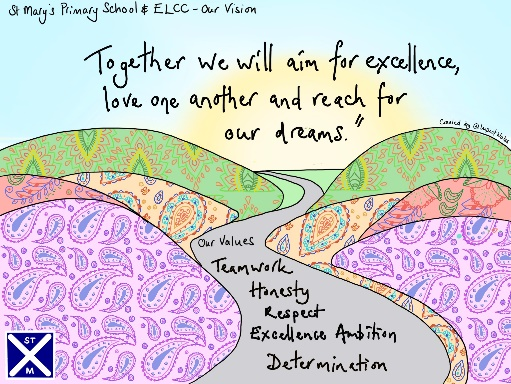 St Mary's Primary School & ELCC - Our Vision
Together we will aim for excellence,
love one another and reach for
our dreams."
Created by
Our Values
Teamwork
Honesty
Respect
Excellence Ambition
Determination
ST
M